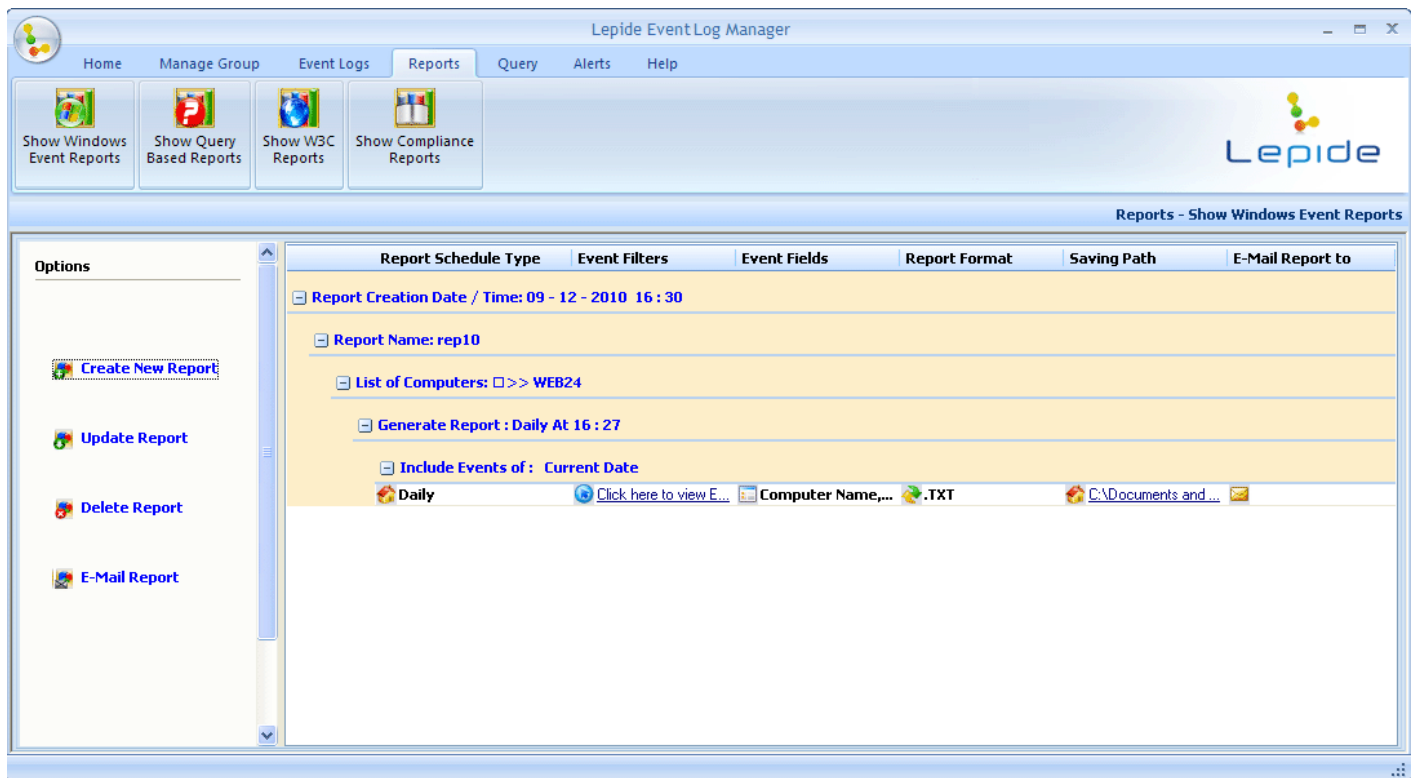 Lepide Event Log Manager
Home Manage Group Event Logs Reports Query Alerts Help
Show Windows Event Reports
Show Query Based Reports
Show W3C Reports
Show Compliance Reports
Lepide
Reports - Show Windows Event Reports
Options
Create New Report
Update Report
Delete Report
E-Mail Report
Report Schedule Type Event Filters Event Fields Report Format Saving Path E-Mail Report to
Report Creation Date / Time: 09 - 12 - 2010 16 : 30
Report Name: rep10
List of Computers: □>> WEB24
Generate Report : Daily At 16 : 27
Include Events of : Current Date
Daily Click here to view E... Computer Name,... .TXT C:\Documents and ...